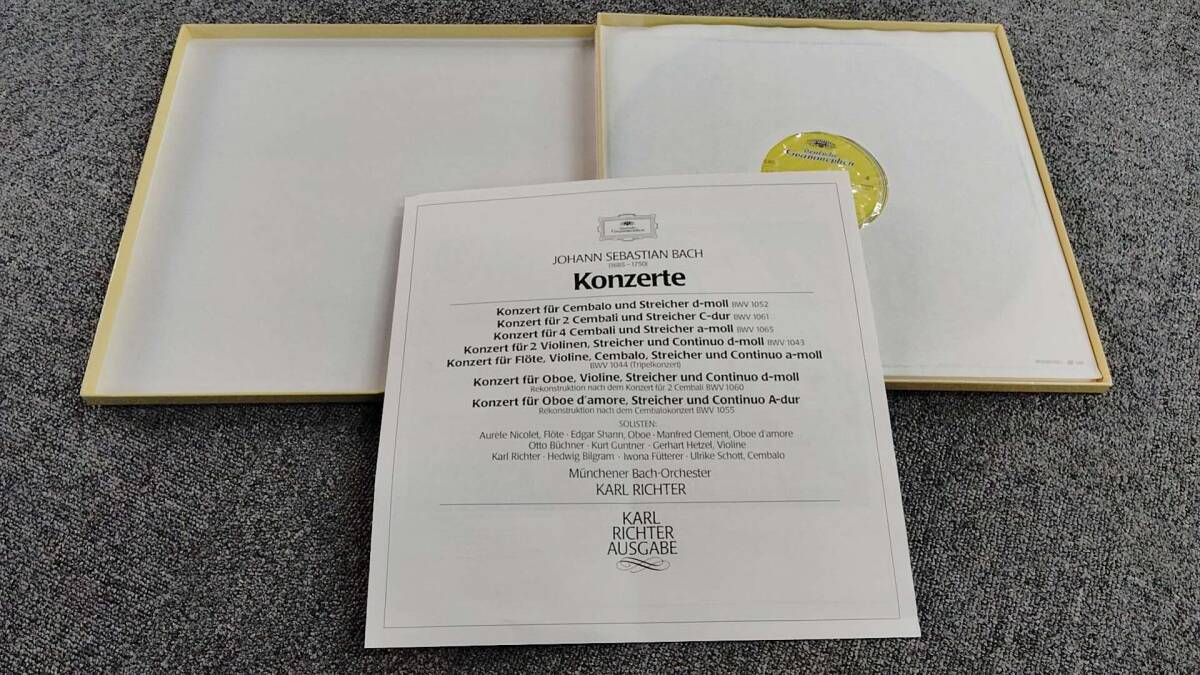 Deutsche
Grammophon
4
Deutsche
Grammophon
JOHANN SEBASTIAN BACH
(1685–1750)
Konzerte
Konzert für Cembalo und Streicher d-moll BWV 1052
Konzert für 2 Cembali und Streicher C-dur BWV 1061
Konzert für 4 Cembali und Streicher a-moll BWV 1065
Konzert für 2 Violinen, Streicher und Continuo d-moll BWV 1043
Konzert für Flöte, Violine, Cembalo, Streicher und Continuo a-moll
BWV 1044 (Tripelkonzert)
Konzert für Oboe, Violine, Streicher und Continuo d-moll
Rekonstruktion nach dem Konzert für 2 Cembali BWV 1060
Konzert für Oboe d'amore, Streicher und Continuo A-dur
Rekonstruktion nach dem Cembalokonzert BWV 1055
SOLISTEN:
Aurèle Nicolet, Flöte · Edgar Shann, Oboe · Manfred Clement, Oboe d'amore
Otto Büchner · Kurt Guntner · Gerhart Hetzel, Violine
Karl Richter · Hedwig Bilgram · Iwona Fütterer · Ulrike Schott, Cembalo
Münchener Bach-Orchester
KARL RICHTER
KARL
RICHTER
AUSGABE